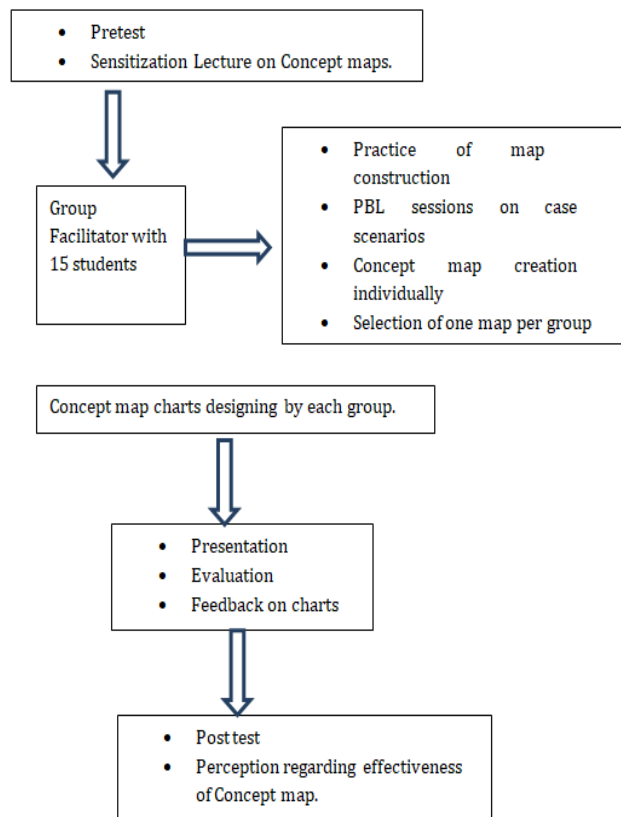 • Pretest
• Sensitization Lecture on Concept maps.
Group
Facilitator with
15 students
• Practice of map
construction
• PBL sessions on case
scenarios
• Concept map creation
individually
• Selection of one map per group
Concept map charts designing by each group.
• Presentation
• Evaluation
• Feedback on charts
• Post test
• Perception regarding effectiveness
of Concept map.